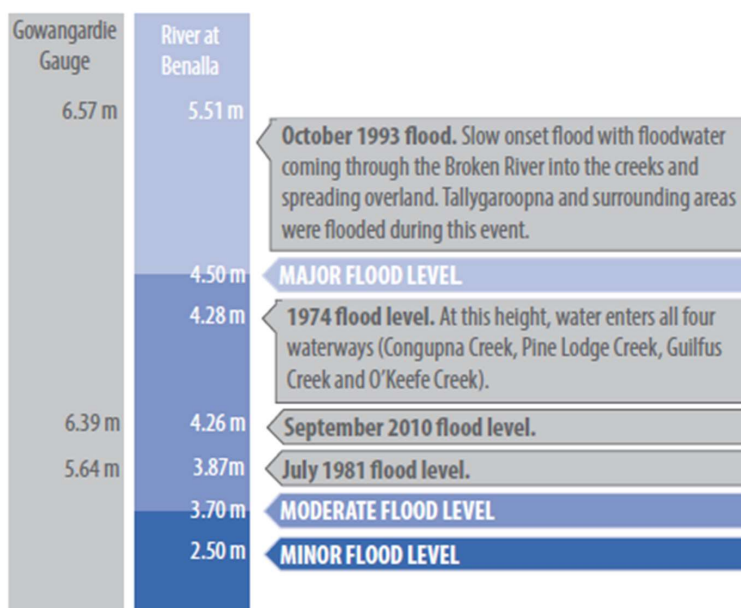 Gowangardie
Gauge
River at
Benalla
6.57 m
5.51 m
October 1993 flood. Slow onset flood with floodwater
coming through the Broken River into the creeks and
spreading overland. Tallygaroopna and surrounding areas
were flooded during this event.
4.50 m
MAJOR FLOOD LEVEL
4.28 m
1974 flood level. At this height, water enters all four
waterways (Congupna Creek, Pine Lodge Creek, Guilfus
Creek and O'Keefe Creek).
6.39 m
4.26 m
September 2010 flood level.
5.64 m
3.87m
July 1981 flood level.
3.70 m
MODERATE FLOOD LEVEL
2.50 m
MINOR FLOOD LEVEL